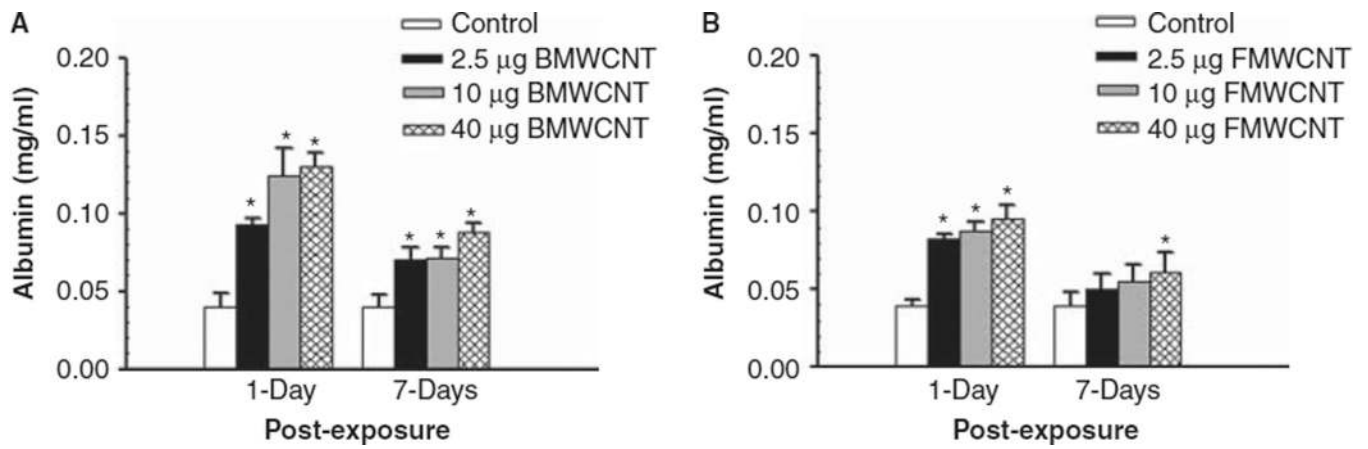 A
Control
2.5 μg BMWCNT
10 μg BMWCNT
40 μg BMWCNT
Albumin (mg/ml)
0.20
0.15
0.10
0.05
0.00
* * * * * *
1-Day 7-Days
Post-exposure
B
Control
2.5 μg FMWCNT
10 μg FMWCNT
40 μg FMWCNT
Albumin (mg/ml)
0.20
0.15
0.10
0.05
0.00
* * * *
1-Day 7-Days
Post-exposure